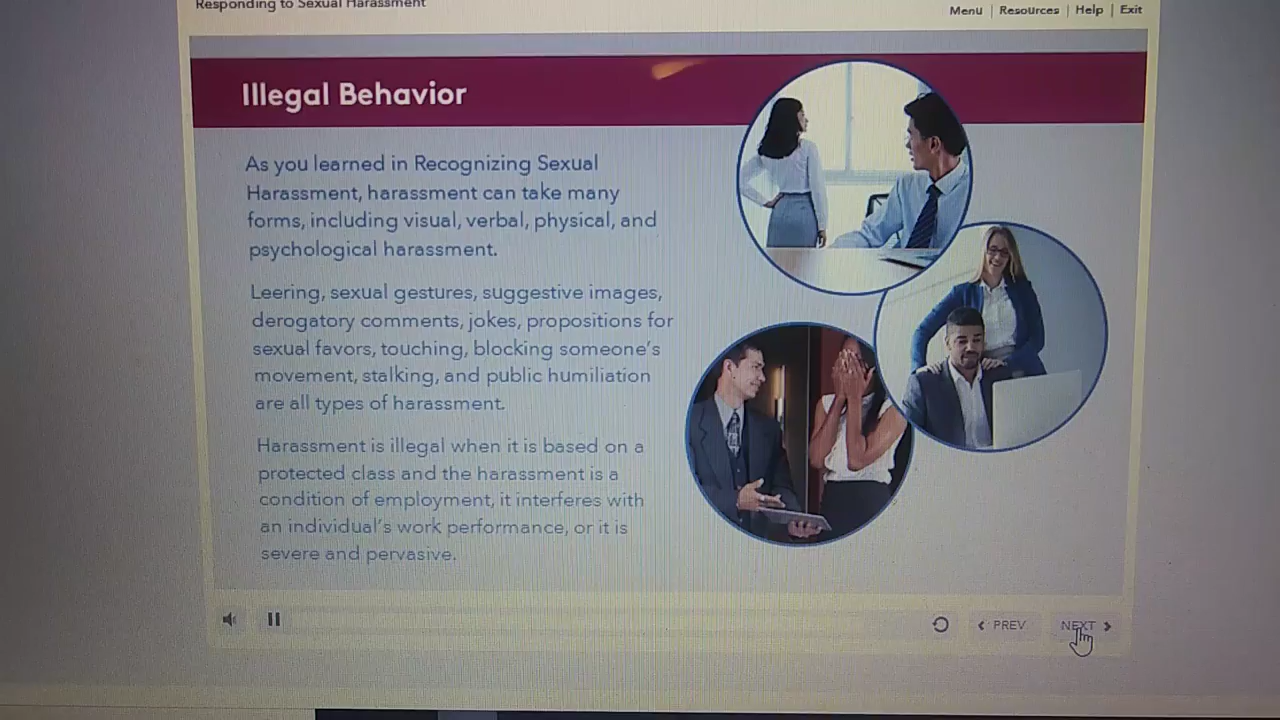 Responding to Sexual Harassment
Menu | Resources | Help | Exit
Illegal Behavior
As you learned in Recognizing Sexual
Harassment, harassment can take many
forms, including visual, verbal, physical, and
psychological harassment.
Leering, sexual gestures, suggestive images,
derogatory comments, jokes, propositions for
sexual favors, touching, blocking someone's
movement, stalking, and public humiliation
are all types of harassment.
Harassment is illegal when it is based on a
protected class and the harassment is a
condition of employment, it interferes with
an individual's work performance, or it is
severe and pervasive.
PREV
NEXT